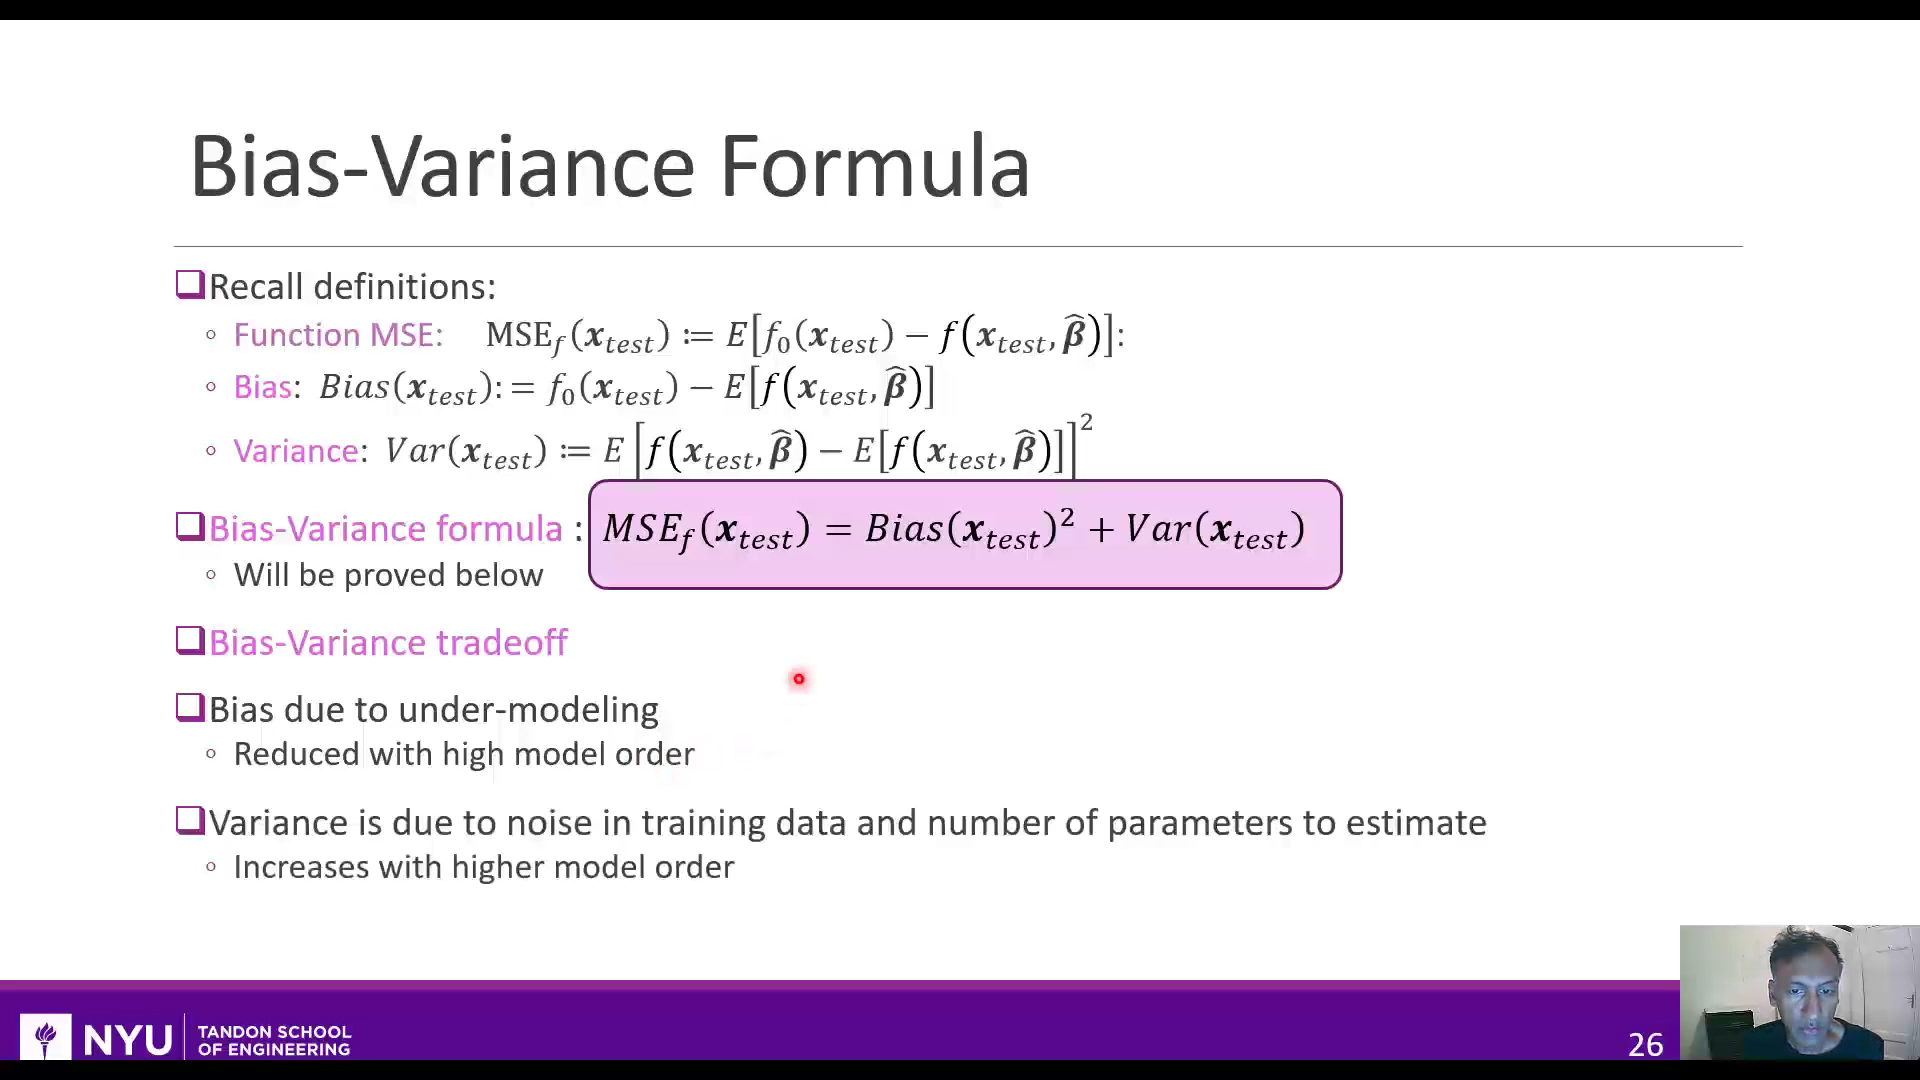 Bias-Variance Formula
❑Recall definitions:
◦ Function MSE: MSE_f(𝒙_test) ≔ E[f_0(𝒙_test) − f(𝒙_test, 𝜷̂)]:
◦ Bias: Bias(𝒙_test): = f_0(𝒙_test) − E[f(𝒙_test, 𝜷̂)]
◦ Variance: Var(𝒙_test) ≔ E[f(𝒙_test, 𝜷̂) − E[f(𝒙_test, 𝜷̂)]]^2
❑Bias-Variance formula : MSE_f(𝒙_test) = Bias(𝒙_test)^2 + Var(𝒙_test)
◦ Will be proved below
❑Bias-Variance tradeoff
❑Bias due to under-modeling
◦ Reduced with high model order
❑Variance is due to noise in training data and number of parameters to estimate
◦ Increases with higher model order
NYU TANDON SCHOOL
OF ENGINEERING
26